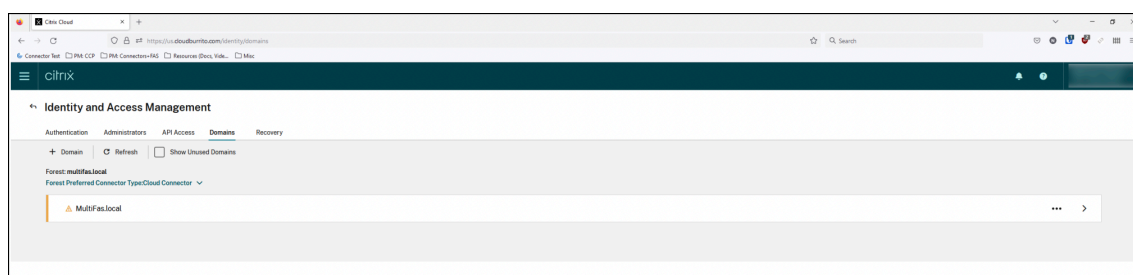 Citrix Cloud
https://us.cloudburrito.com/identity/domains
Search
Connector Test PM: CCP PM: Connectors+FAS Resources (Docs, Vide... Misc
citrix
Identity and Access Management
Authentication Administrators API Access Domains Recovery
+ Domain Refresh Show Unused Domains
Forest: multifas.local
Forest Preferred Connector Type:Cloud Connector
MultiFas.local